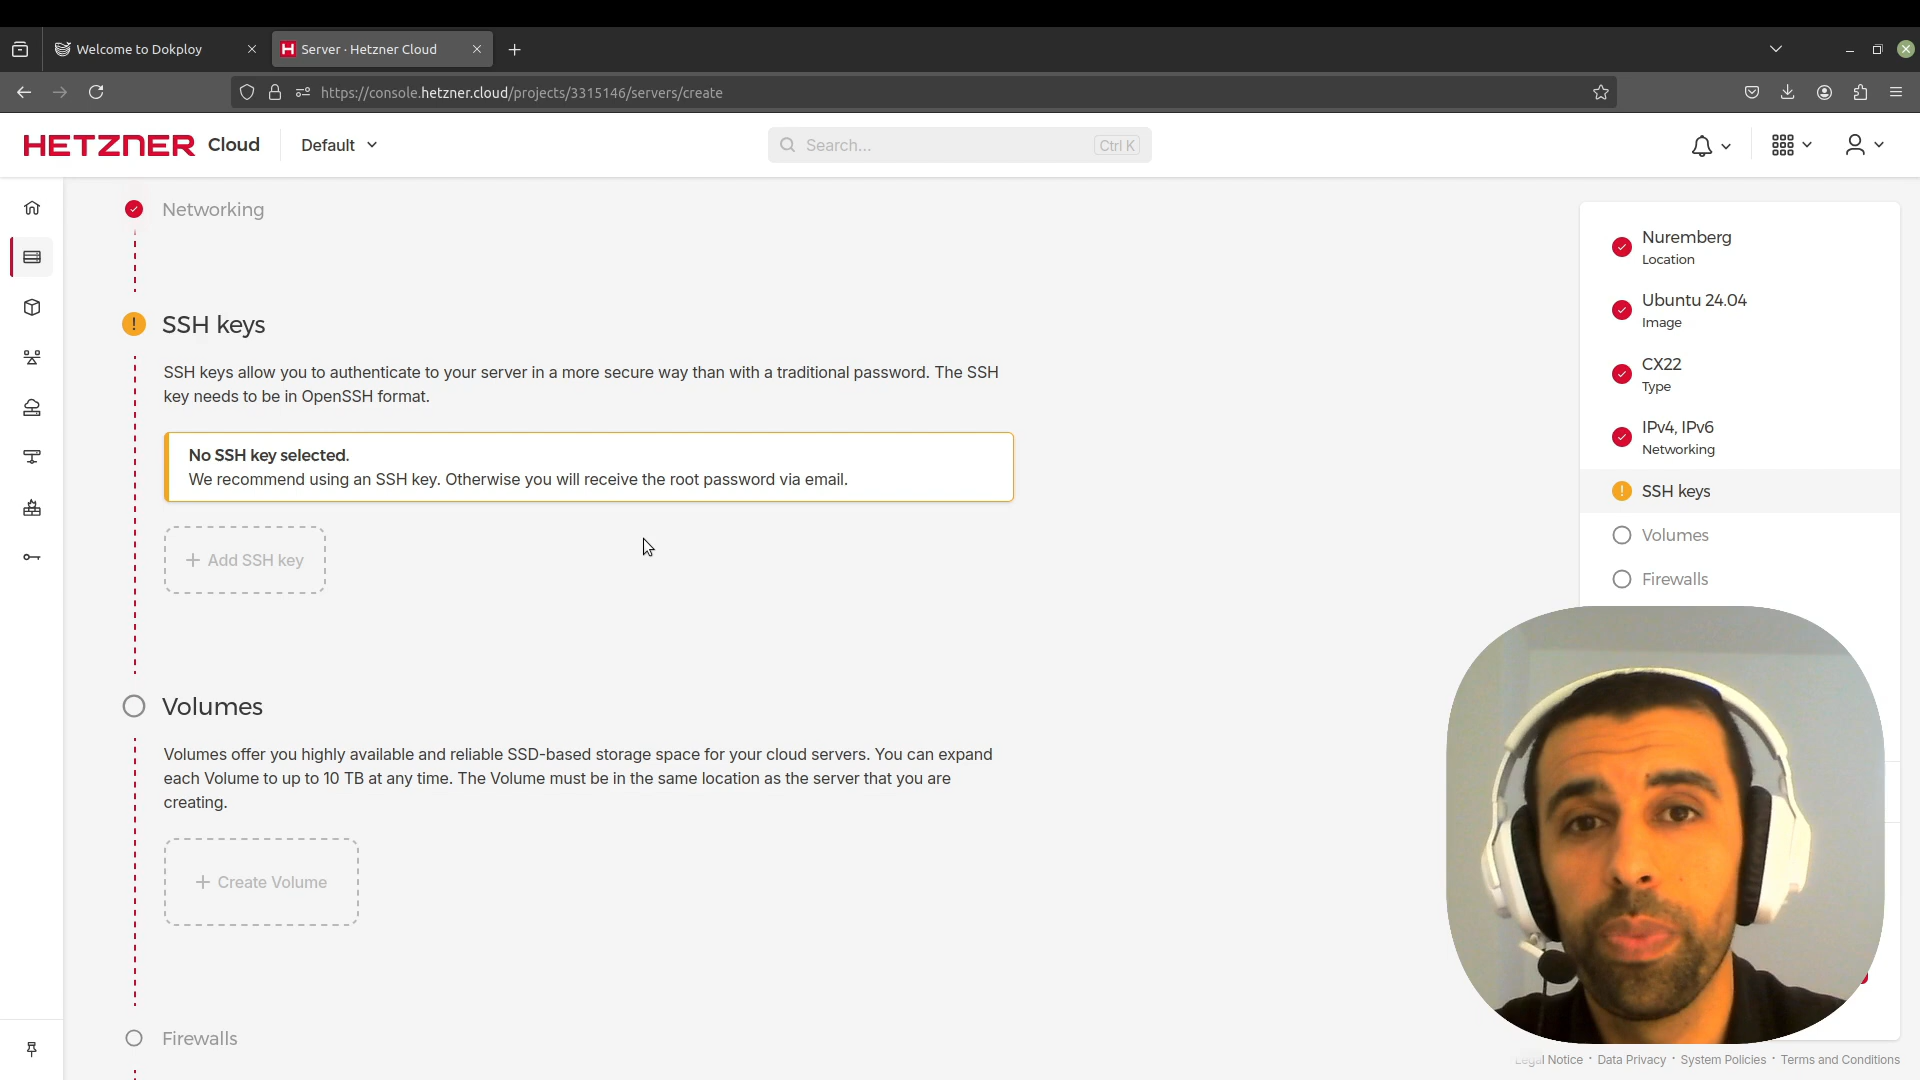 Welcome to Dokploy
Server · Hetzner Cloud
https://console.hetzner.cloud/projects/3315146/servers/create
HETZNER Cloud
Default
Search...
Ctrl K
Networking
SSH keys
SSH keys allow you to authenticate to your server in a more secure way than with a traditional password. The SSH
key needs to be in OpenSSH format.
No SSH key selected.
We recommend using an SSH key. Otherwise you will receive the root password via email.
+ Add SSH key
Volumes
Volumes offer you highly available and reliable SSD-based storage space for your cloud servers. You can expand
each Volume to up to 10 TB at any time. The Volume must be in the same location as the server that you are
creating.
+ Create Volume
Firewalls
Nuremberg
Location
Ubuntu 24.04
Image
CX22
Type
IPv4, IPv6
Networking
SSH keys
Volumes
Firewalls
Legal Notice · Data Privacy · System Policies · Terms and Conditions